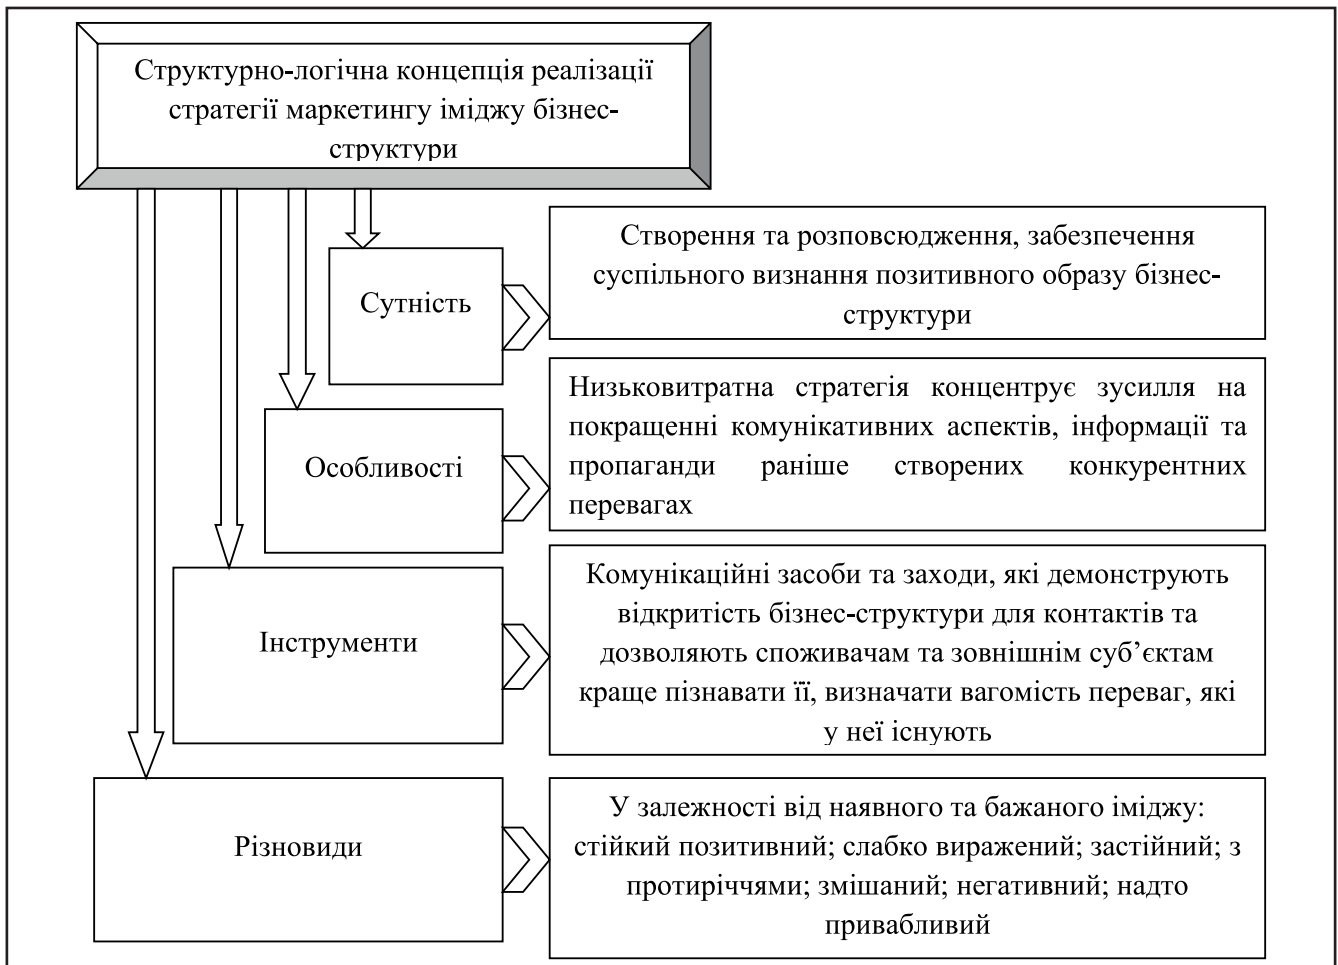 Структурно-логічна концепція реалізації
стратегії маркетингу іміджу бізнес-
структури
Сутність
Створення та розповсюдження, забезпечення
суспільного визнання позитивного образу бізнес-
структури
Особливості
Низьковитратна стратегія концентрує зусилля на
покращенні комунікативних аспектів, інформації та
пропаганди раніше створених конкурентних
перевагах
Інструменти
Комунікаційні засоби та заходи, які демонструють
відкритість бізнес-структури для контактів та
дозволяють споживачам та зовнішнім суб’єктам
краще пізнавати її, визначати вагомість переваг, які
у неї існують
Різновиди
У залежності від наявного та бажаного іміджу:
стійкий позитивний; слабко виражений; застійний; з
протиріччями; змішаний; негативний; надто
привабливий